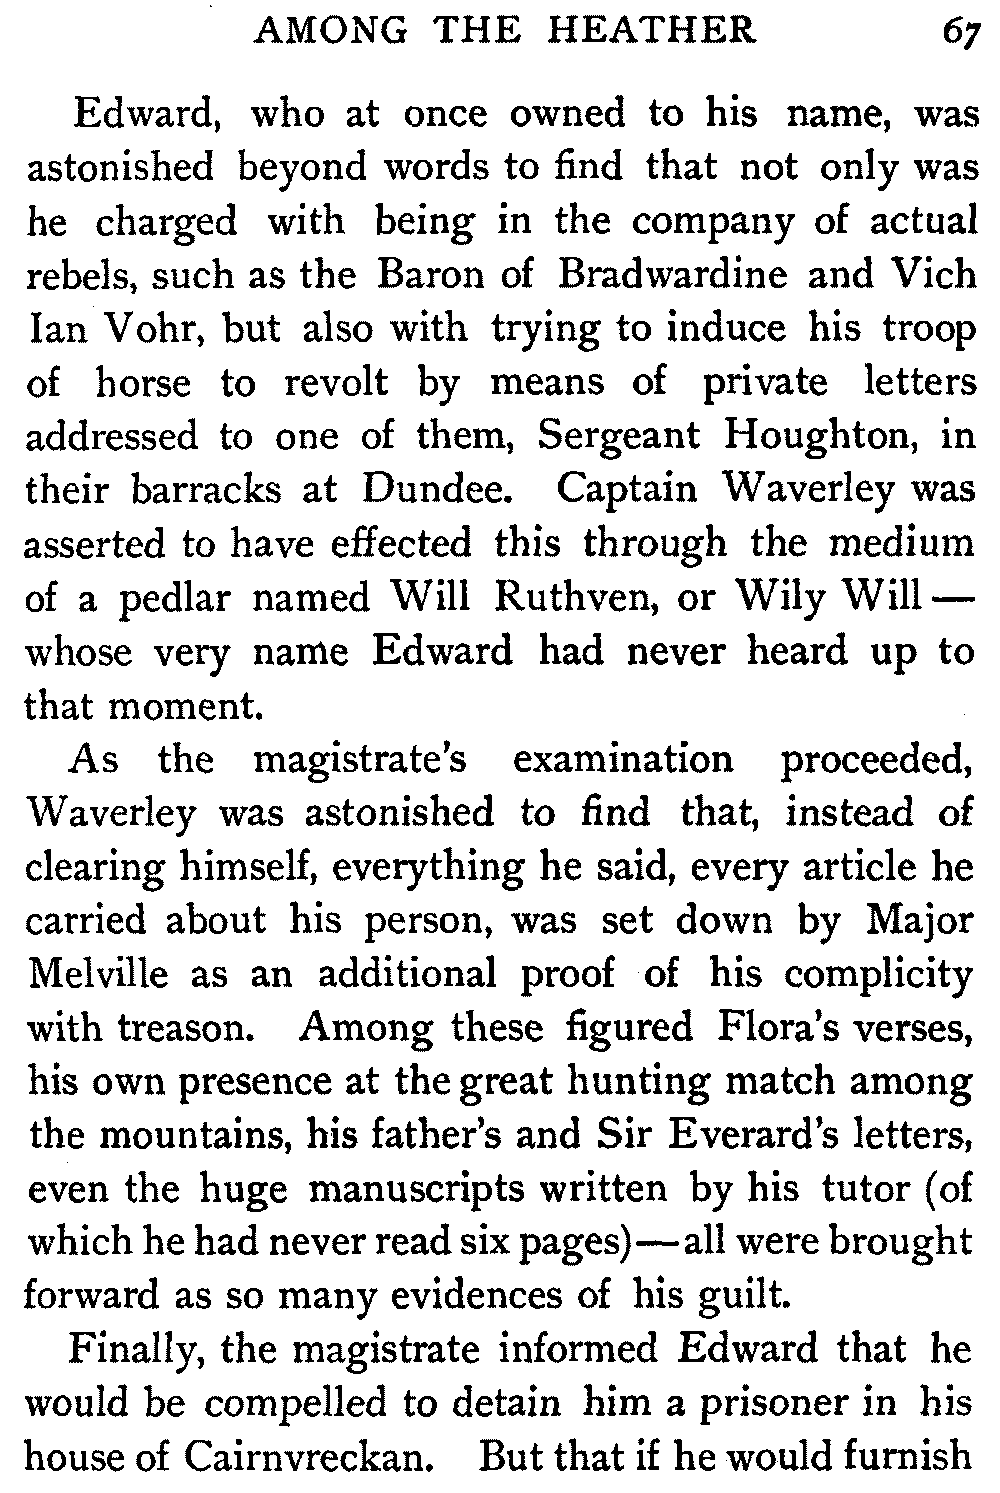 AMONG THE HEATHER 67
Edward, who at once owned to his name, was
astonished beyond words to find that not only was
he charged with being in the company of actual
rebels, such as the Baron of Bradwardine and Vich
Ian Vohr, but also with trying to induce his troop
of horse to revolt by means of private letters
addressed to one of them, Sergeant Houghton, in
their barracks at Dundee. Captain Waverley was
asserted to have effected this through the medium
of a pedlar named Will Ruthven, or Wily Will—
whose very name Edward had never heard up to
that moment.
As the magistrate's examination proceeded,
Waverley was astonished to find that, instead of
clearing himself, everything he said, every article he
carried about his person, was set down by Major
Melville as an additional proof of his complicity
with treason. Among these figured Flora's verses,
his own presence at the great hunting match among
the mountains, his father's and Sir Everard's letters,
even the huge manuscripts written by his tutor (of
which he had never read six pages)—all were brought
forward as so many evidences of his guilt.
Finally, the magistrate informed Edward that he
would be compelled to detain him a prisoner in his
house of Cairnvreckan. But that if he would furnish